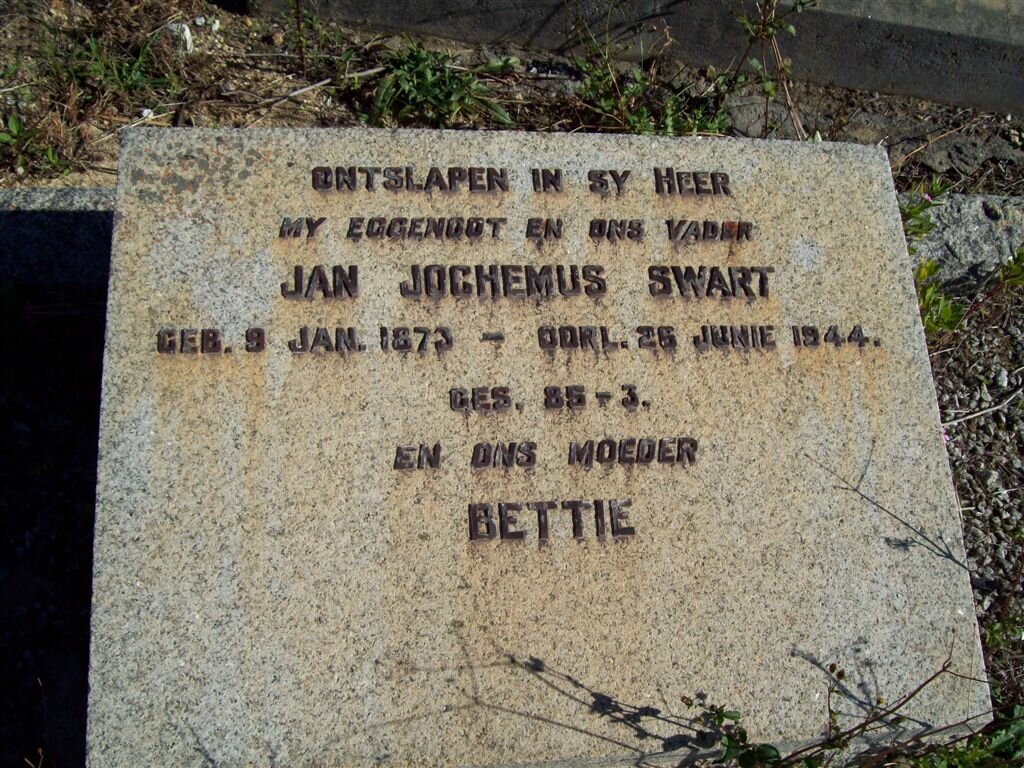 ONTSLAPEN IN SY HEER
MY EGGENOOT EN ONS VADER
JAN JOCHEMUS SWART
GEB. 9 JAN. 1873 - OORL. 26 JUNIE 1944.
GES. 85-3.
EN ONS MOEDER
BETTIE